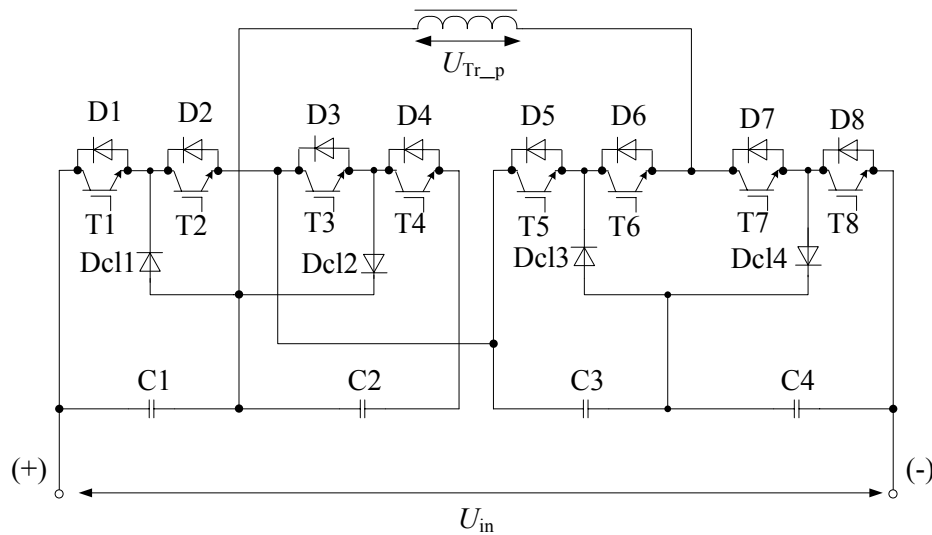 U_Tr_p
D1 D2 D3 D4 D5 D6 D7 D8
T1 T2 T3 T4 T5 T6 T7 T8
Dcl1 Dcl2 Dcl3 Dcl4
C1 C2 C3 C4
(+) (-)
U_in